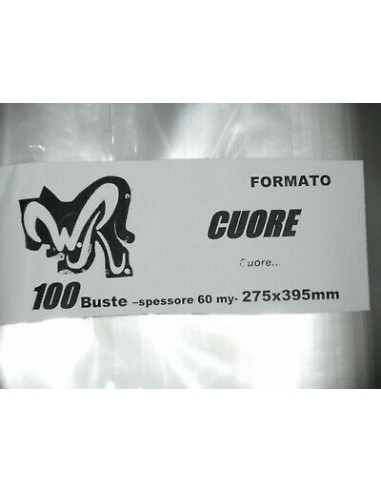 FORMATO
CUORE
Cuore...
100 Buste –spessore 60 my- 275x395mm